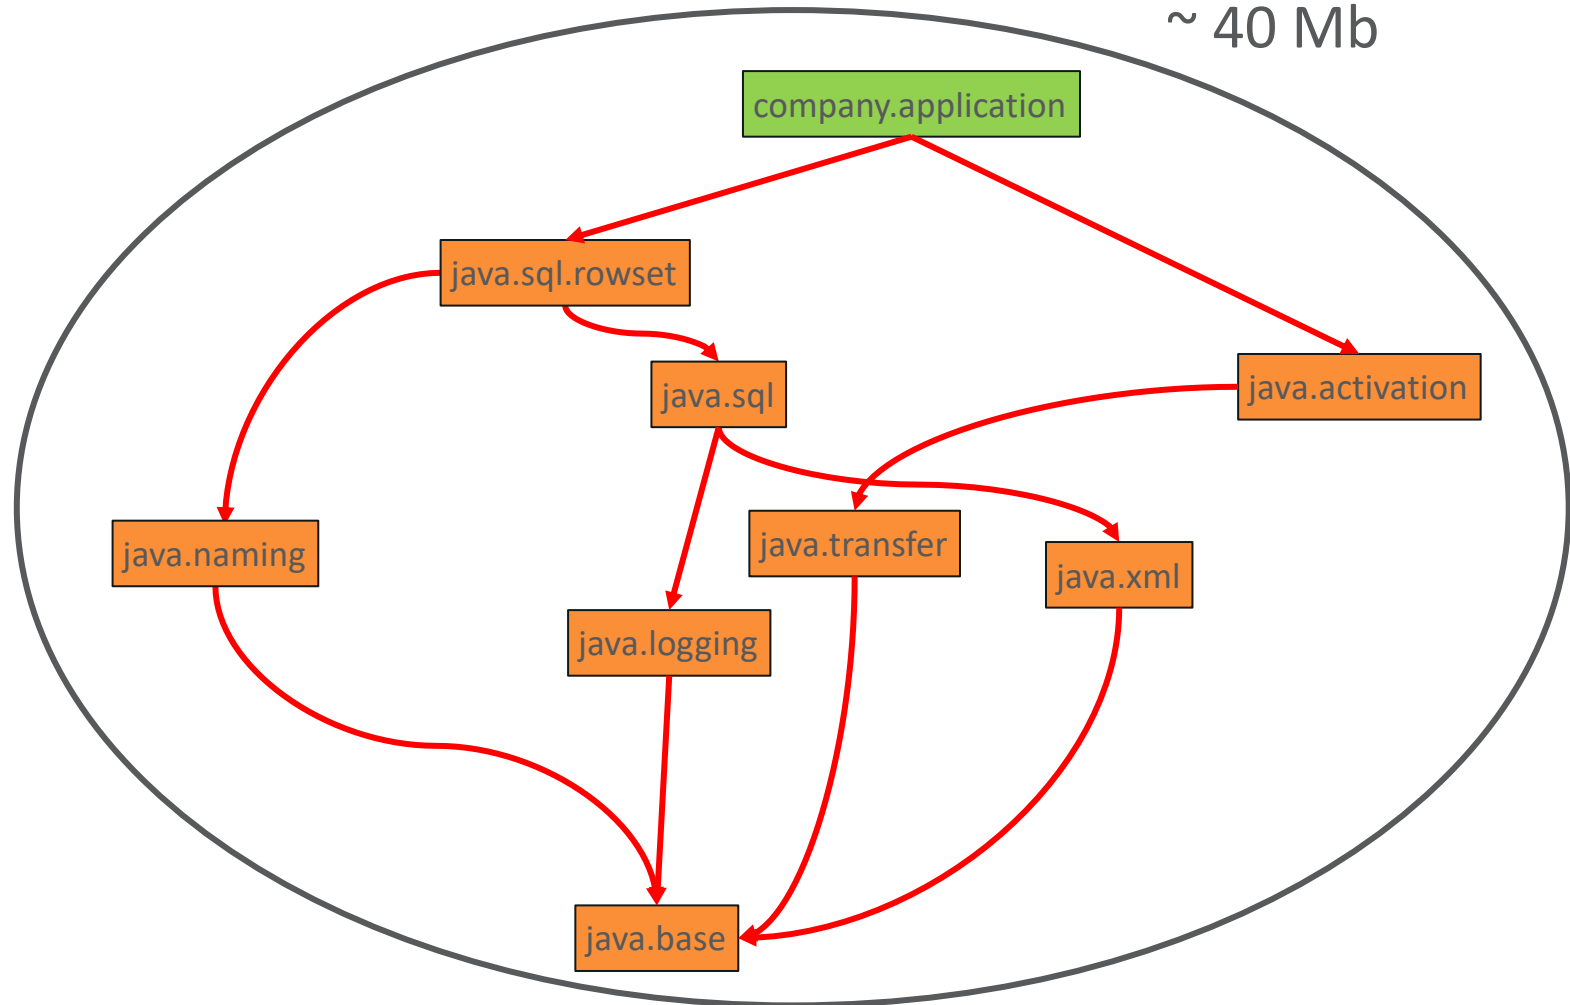 ~ 40 Mb
company.application
java.sql.rowset
java.sql
java.activation
java.naming
java.transfer
java.xml
java.logging
java.base